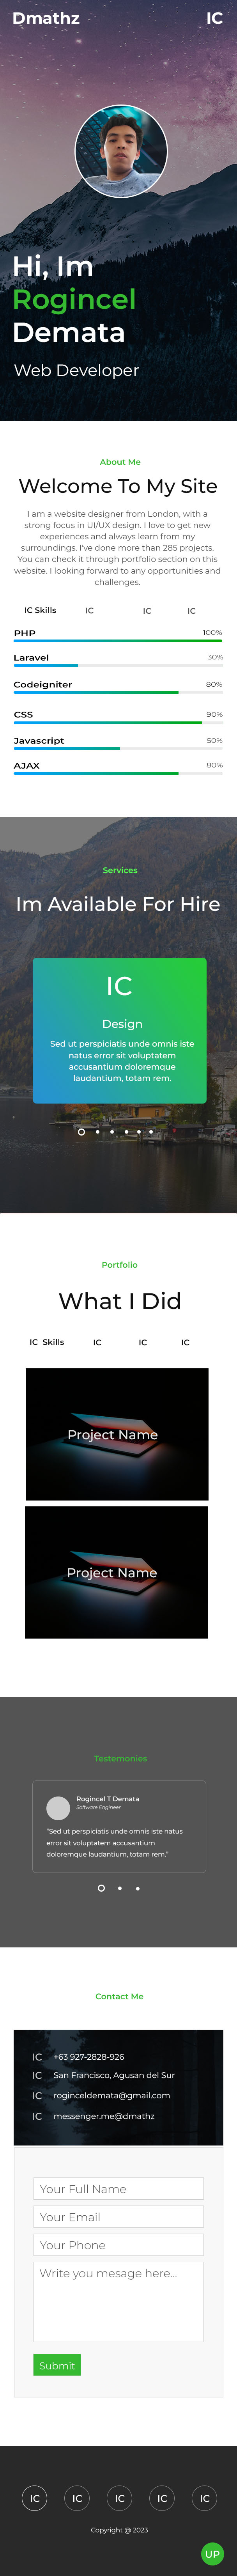 Dmathz IC
Hi, Im
Rogincel
Demata
Web Developer
About Me
Welcome To My Site
I am a website designer from London, with a
strong focus in UI/UX design. I love to get new
experiences and always learn from my
surroundings. I've done more than 285 projects.
You can check it through portfolio section on this
website. I looking forward to any opportunities and
challenges.
IC Skills IC IC IC
PHP 100%
Laravel 30%
Codeigniter 80%
CSS 90%
Javascript 50%
AJAX 80%
Services
Im Available For Hire
IC
Design
Sed ut perspiciatis unde omnis iste
natus error sit voluptatem
accusantium doloremque
laudantium, totam rem.
Portfolio
What I Did
IC Skills IC IC IC
Project Name
Project Name
Testemonies
Rogincel T Demata
Software Engineer
"Sed ut perspiciatis unde omnis iste natus
error sit voluptatem accusantium
doloremque laudantium, totam rem."
Contact Me
IC +63 927-2828-926
IC San Francisco, Agusan del Sur
IC roginceldemata@gmail.com
IC messenger.me@dmathz
Your Full Name
Your Email
Your Phone
Write you mesage here...
Submit
IC IC IC IC IC
Copyright @ 2023
UP